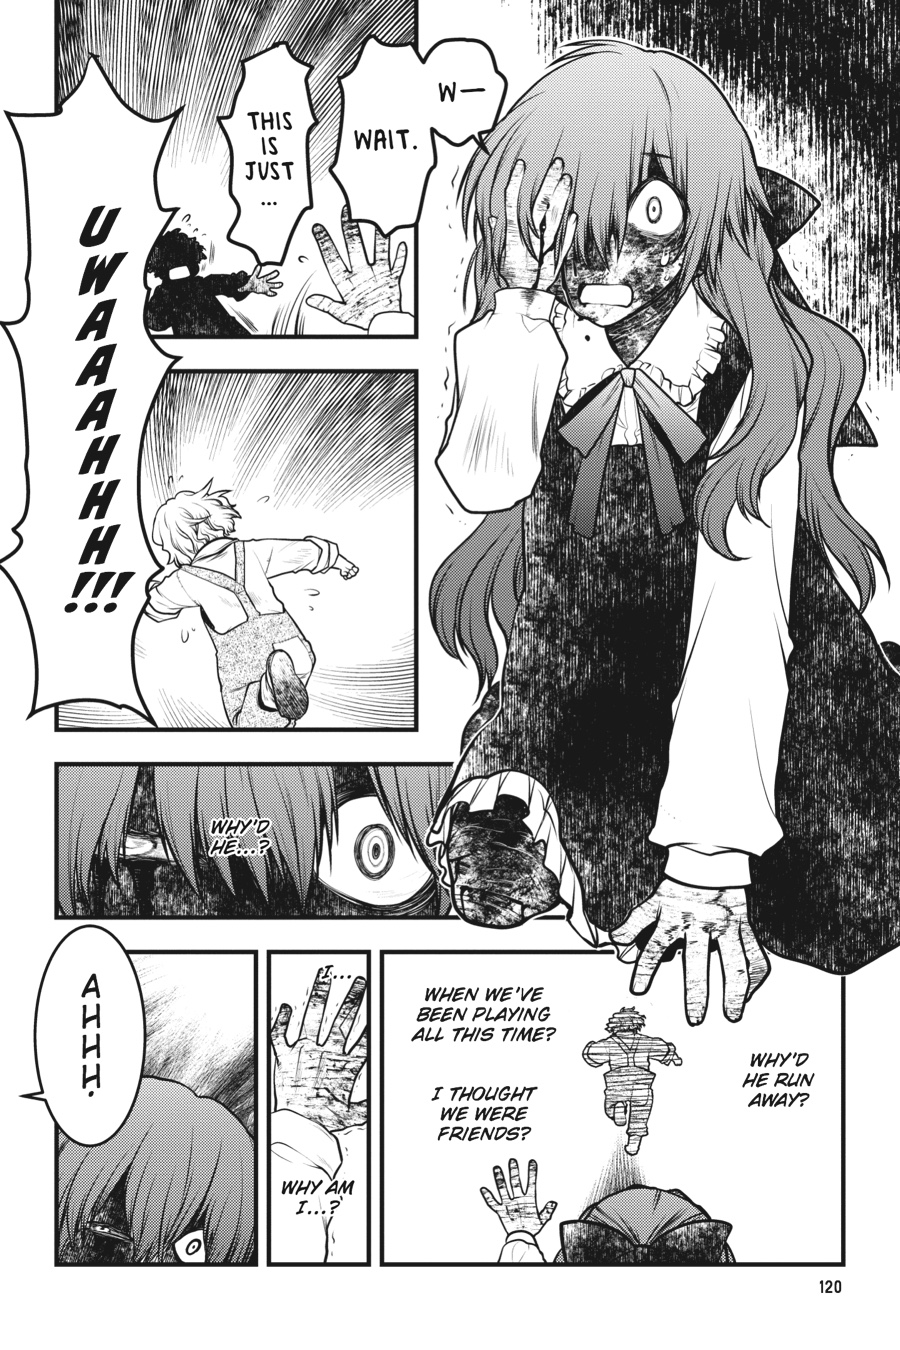 W—
WAIT.
THIS
IS
JUST
...
UWAAAHHH!!!
WHY'D
HE...?
WHY'D
HE RUN
AWAY?
WHEN WE'VE
BEEN PLAYING
ALL THIS TIME?
I THOUGHT
WE WERE
FRIENDS?
I...
WHY AM
I...?
AHHH.
120